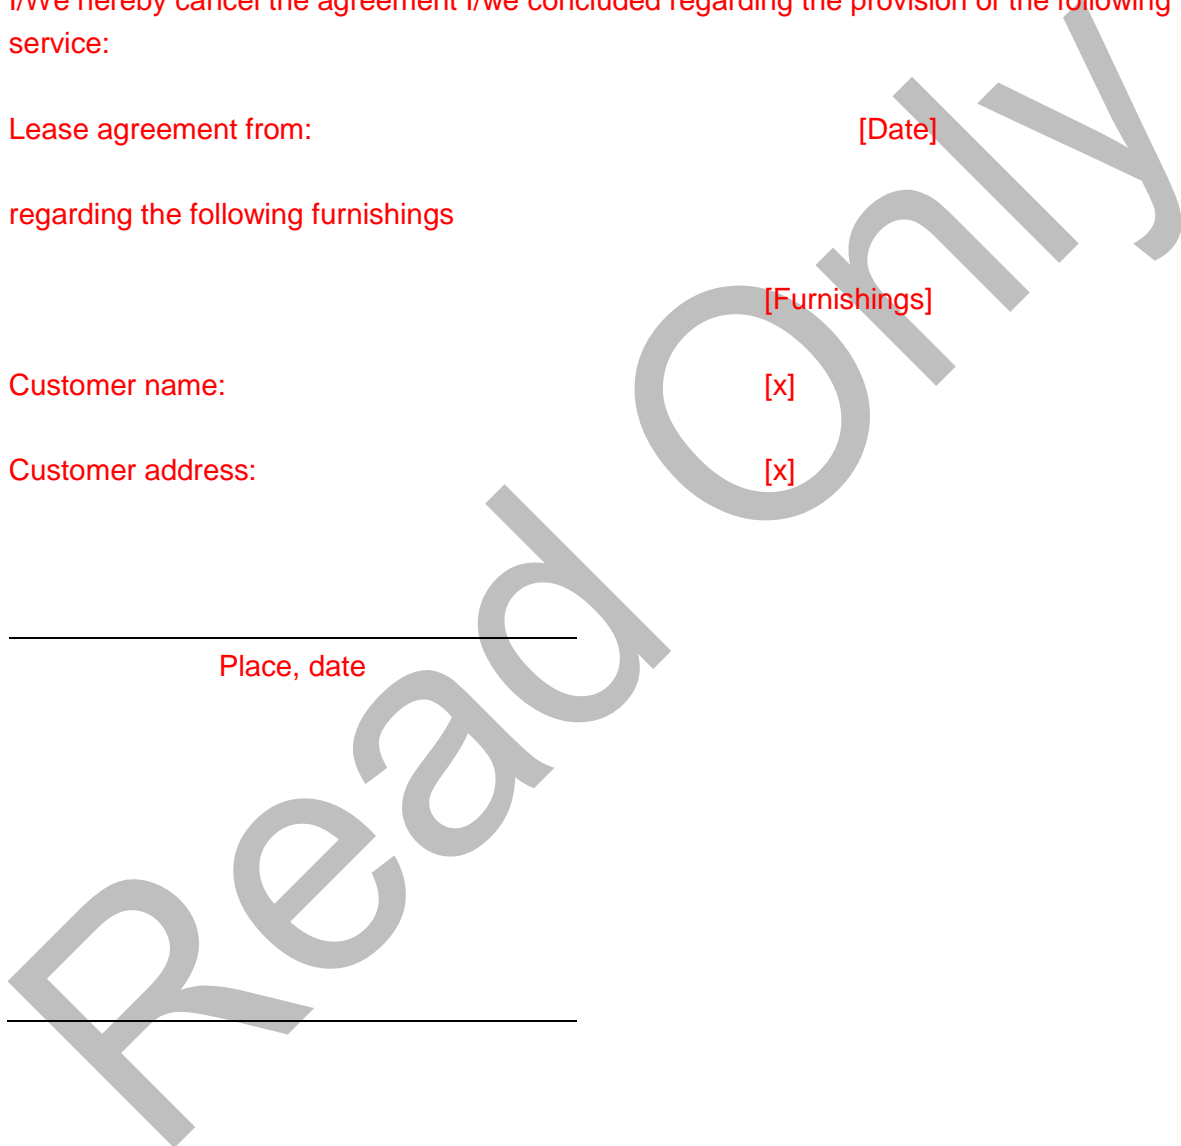 I/We hereby cancel the agreement I/we concluded regarding the provision of the following
service:
Lease agreement from: [Date]
regarding the following furnishings
[Furnishings]
Customer name: [x]
Customer address: [x]
Place, date
Read Only